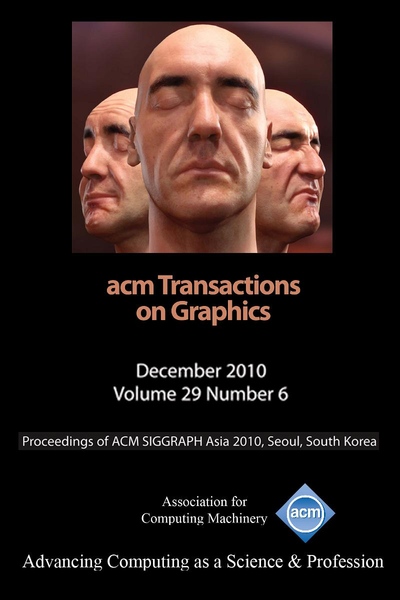 acm Transactions
on Graphics
December 2010
Volume 29 Number 6
Proceedings of ACM SIGGRAPH Asia 2010, Seoul, South Korea
Association for
Computing Machinery
acm
Advancing Computing as a Science & Profession